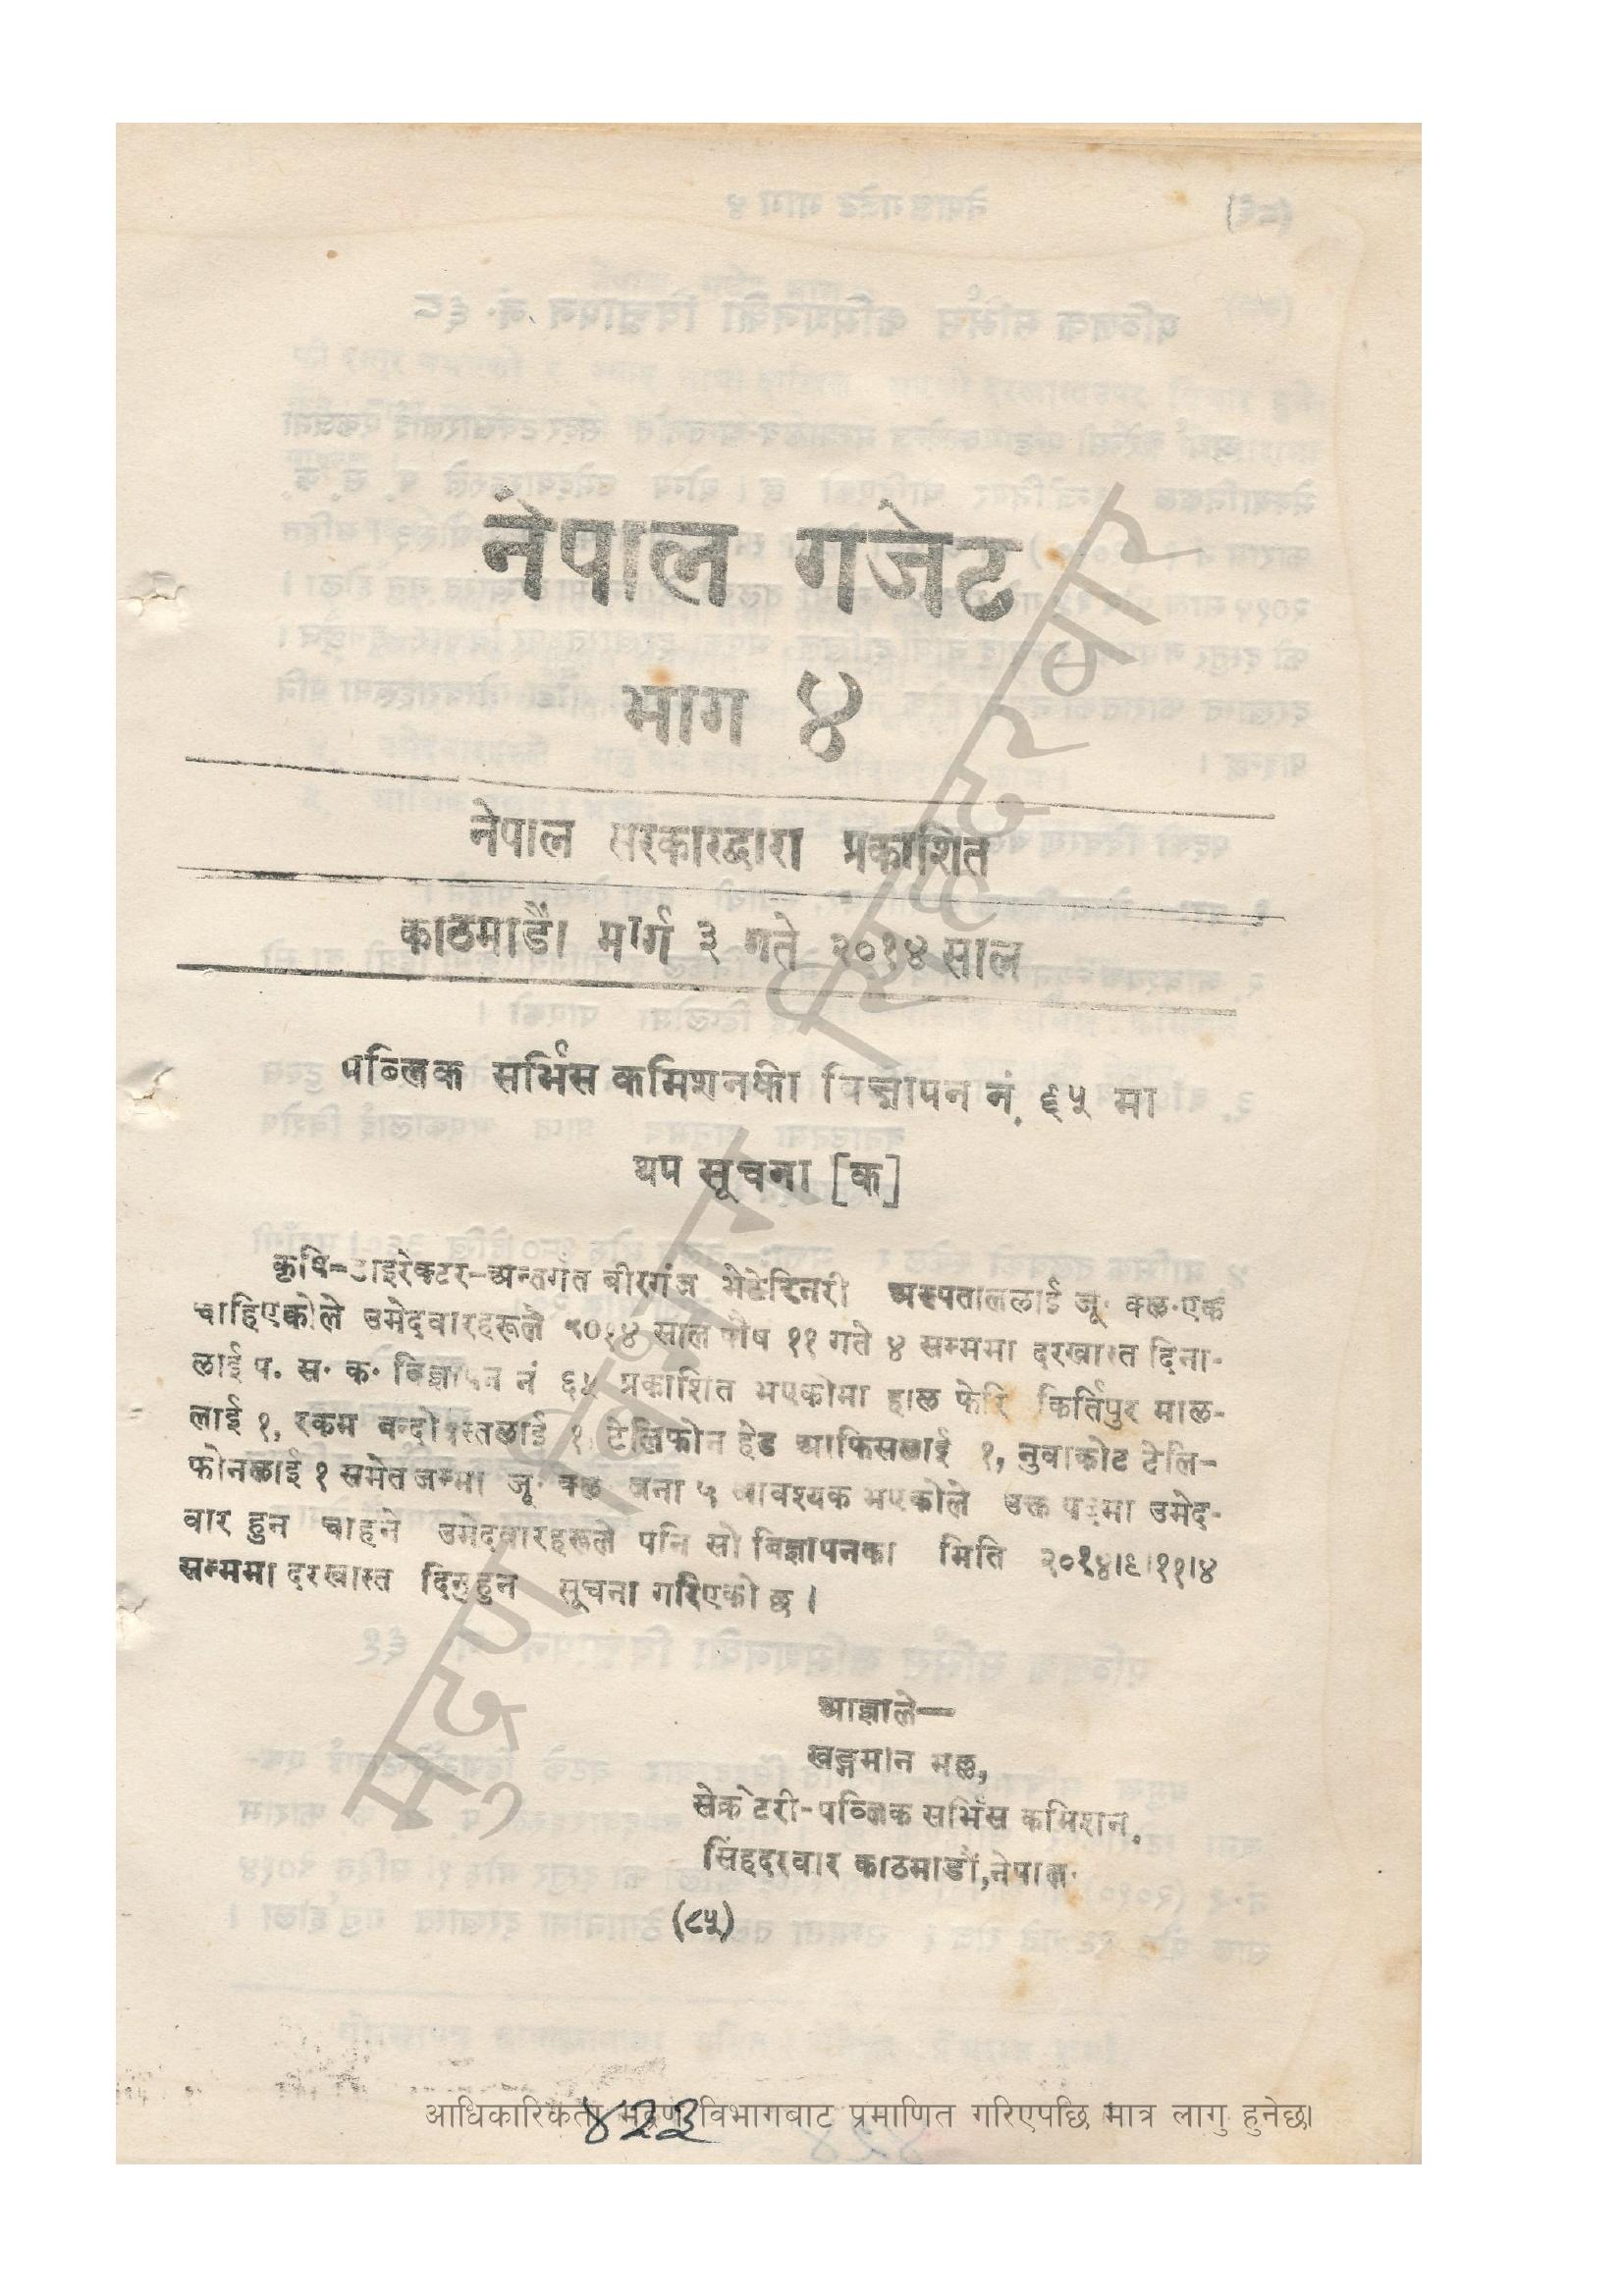 नेपाल गजेट
भाग ४
नेपाल सरकारद्वारा प्रकाशित
काठमाडौं मार्ग ३ गते २०१४ साल
पब्लिक सर्भिस कमिशनको विज्ञापन नं. ६५ मा
थप सूचना [क]
कृषि-डाइरेक्टर-अन्तर्गत बीरगंज भेटेरिनरी अस्पताललाई जू. क्ल. एक
चाहिएकोले उमेदवारहरूले २०१४ साल पौष ११ गते ४ सम्ममा दरखास्त दिना-
लाई प. स. क. विज्ञापन नं ६५ प्रकाशित भएकोमा हाल फेरि किर्तिपुर माल-
लाई १, रकम बन्दोबस्तलाई १, टेलिफोन हेड आफिसलाई १, नुवाकोट टेलि-
फोनलाई १ समेत जम्मा जू. क्ल. जना ५ आवश्यक भएकोले उक्त पदमा उमेद-
वार हुन चाहने उमेदवारहरूले पनि सो विज्ञापनका मिति २०१४।९।११।४
सम्ममा दरखास्त दिनुहुन सूचना गरिएको छ ।
आज्ञाले—
खड्गमान मल्ल,
सेक्रेटरी-पब्लिक सर्भिस कमिशन.
सिंहदरवार काठमाडौं, नेपाल.
(८५)
मुद्रण विभाग सिंहदरवार
आधिकारिकता मुद्रण विभागबाट प्रमाणित गरिएपछि मात्र लागु हुनेछ।
४२३